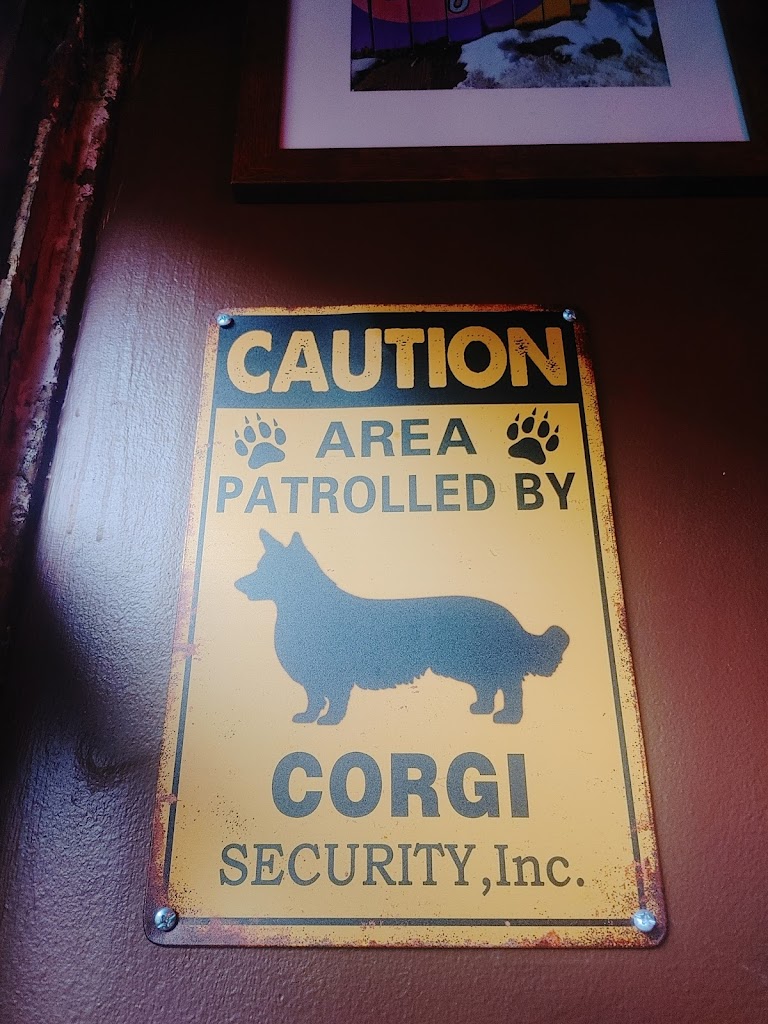 CAUTION
AREA
PATROLLED BY
CORGI
SECURITY,Inc.